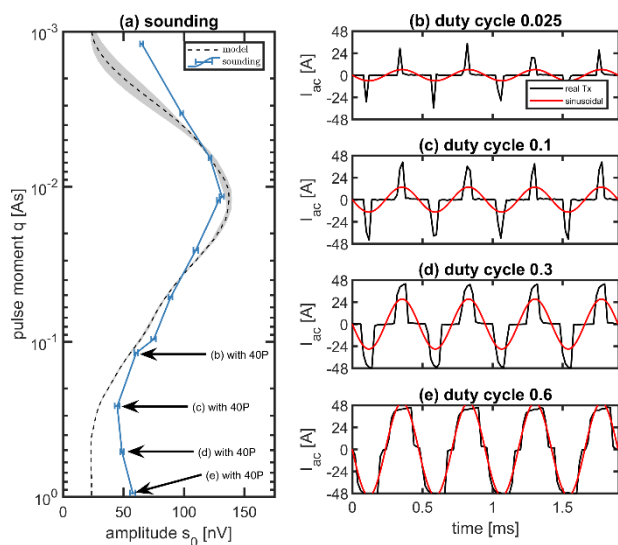 (a) sounding
pulse moment q [As]
10⁻³
10⁻²
10⁻¹
10⁰
model
sounding
(b) with 40P
(c) with 40P
(d) with 40P
(e) with 40P
0 50 100 150
amplitude s₀ [nV]
(b) duty cycle 0.025
I_ac [A]
48
24
0
-24
-48
real Tx
sinusoidal
(c) duty cycle 0.1
I_ac [A]
48
24
0
-24
-48
(d) duty cycle 0.3
I_ac [A]
48
24
0
-24
-48
(e) duty cycle 0.6
I_ac [A]
48
24
0
-24
-48
0 0.5 1 1.5
time [ms]